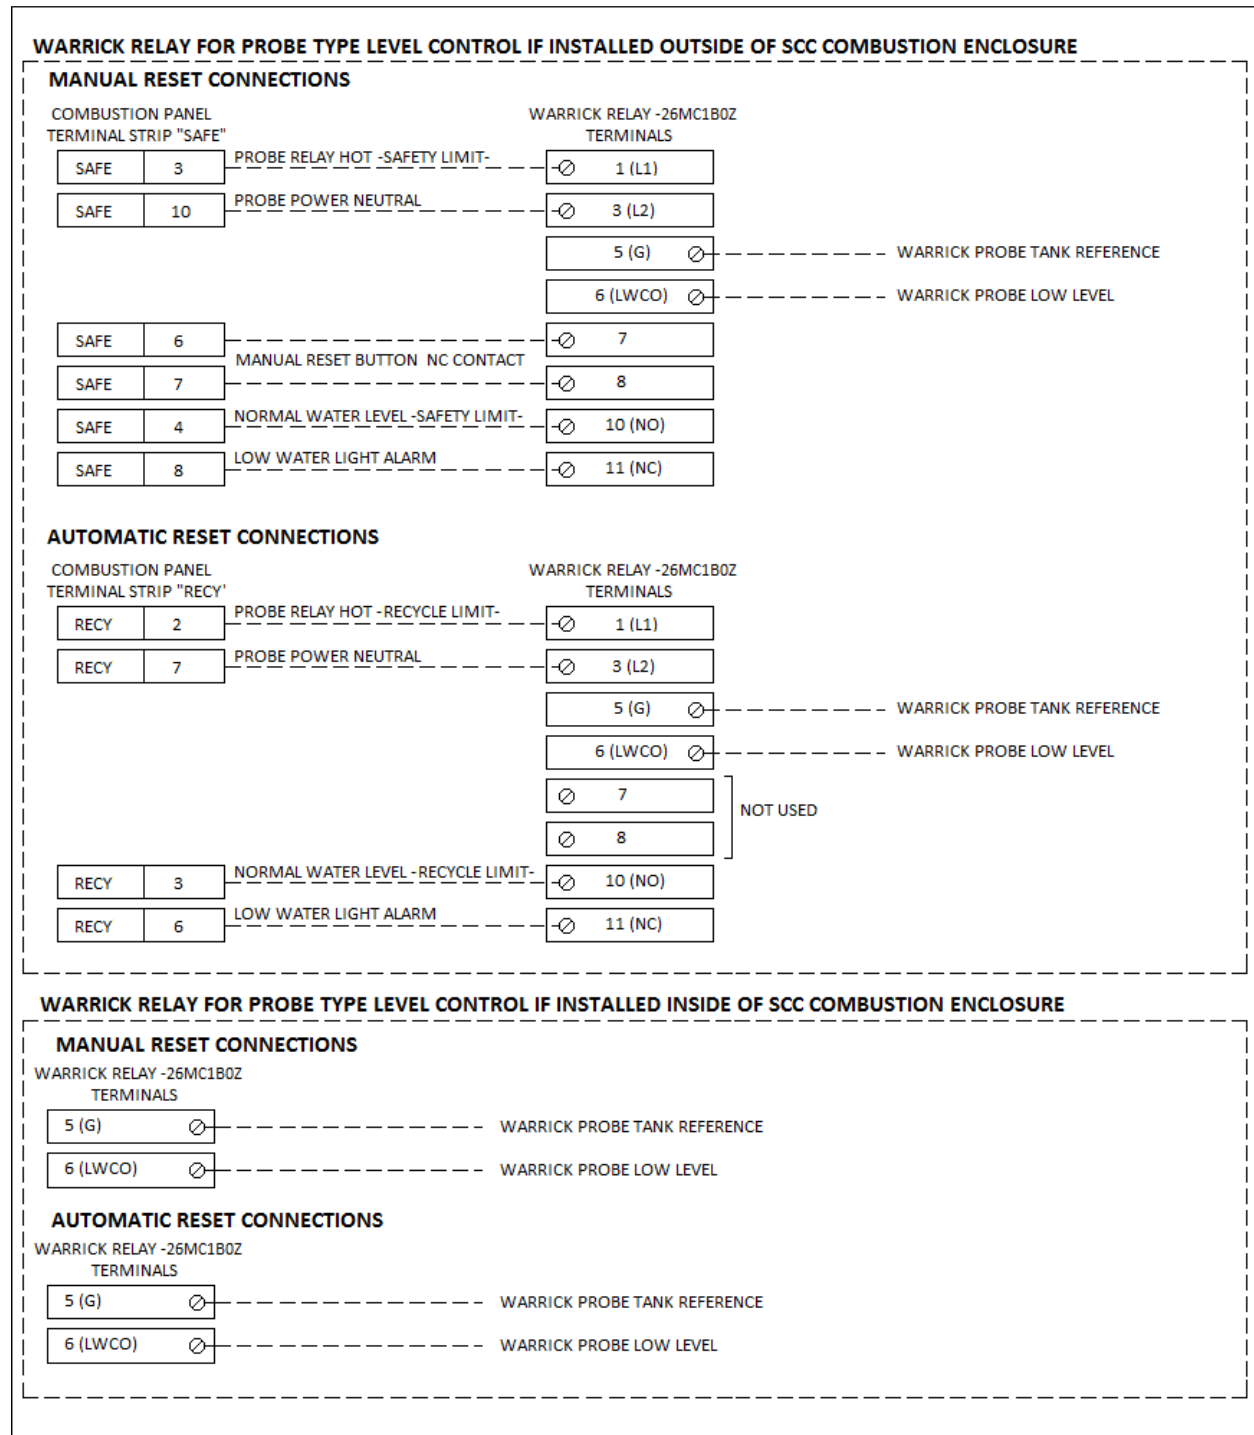 WARRICK RELAY FOR PROBE TYPE LEVEL CONTROL IF INSTALLED OUTSIDE OF SCC COMBUSTION ENCLOSURE
MANUAL RESET CONNECTIONS
COMBUSTION PANEL
TERMINAL STRIP "SAFE"
WARRICK RELAY -26MC1B0Z
TERMINALS
SAFE 3 PROBE RELAY HOT -SAFETY LIMIT- 1 (L1)
SAFE 10 PROBE POWER NEUTRAL 3 (L2)
5 (G) WARRICK PROBE TANK REFERENCE
6 (LWCO) WARRICK PROBE LOW LEVEL
SAFE 6 7
MANUAL RESET BUTTON NC CONTACT
SAFE 7 8
SAFE 4 NORMAL WATER LEVEL -SAFETY LIMIT- 10 (NO)
SAFE 8 LOW WATER LIGHT ALARM 11 (NC)
AUTOMATIC RESET CONNECTIONS
COMBUSTION PANEL
TERMINAL STRIP "RECY'
WARRICK RELAY -26MC1B0Z
TERMINALS
RECY 2 PROBE RELAY HOT -RECYCLE LIMIT- 1 (L1)
RECY 7 PROBE POWER NEUTRAL 3 (L2)
5 (G) WARRICK PROBE TANK REFERENCE
6 (LWCO) WARRICK PROBE LOW LEVEL
7
NOT USED
8
RECY 3 NORMAL WATER LEVEL -RECYCLE LIMIT- 10 (NO)
RECY 6 LOW WATER LIGHT ALARM 11 (NC)
WARRICK RELAY FOR PROBE TYPE LEVEL CONTROL IF INSTALLED INSIDE OF SCC COMBUSTION ENCLOSURE
MANUAL RESET CONNECTIONS
WARRICK RELAY -26MC1B0Z
TERMINALS
5 (G) WARRICK PROBE TANK REFERENCE
6 (LWCO) WARRICK PROBE LOW LEVEL
AUTOMATIC RESET CONNECTIONS
WARRICK RELAY -26MC1B0Z
TERMINALS
5 (G) WARRICK PROBE TANK REFERENCE
6 (LWCO) WARRICK PROBE LOW LEVEL